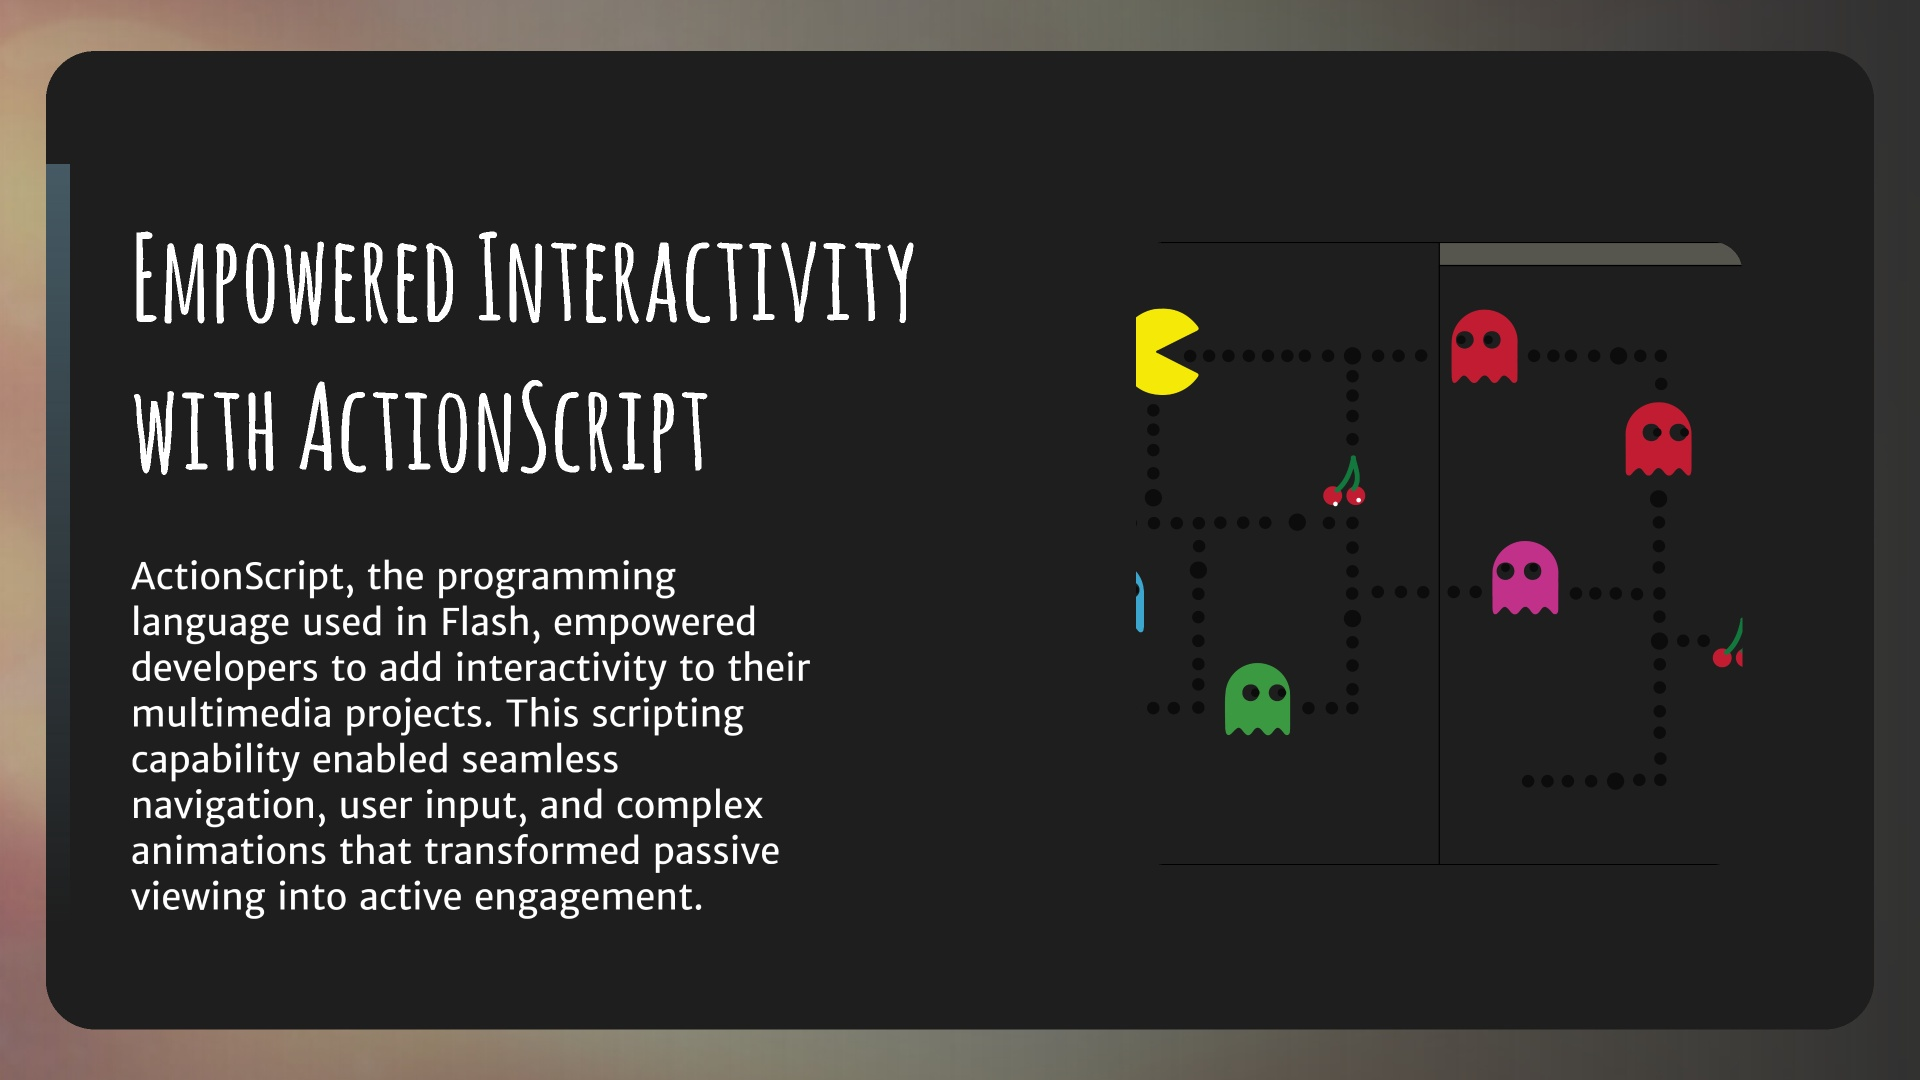 Empowered Interactivity
with ActionScript
ActionScript, the programming
language used in Flash, empowered
developers to add interactivity to their
multimedia projects. This scripting
capability enabled seamless
navigation, user input, and complex
animations that transformed passive
viewing into active engagement.